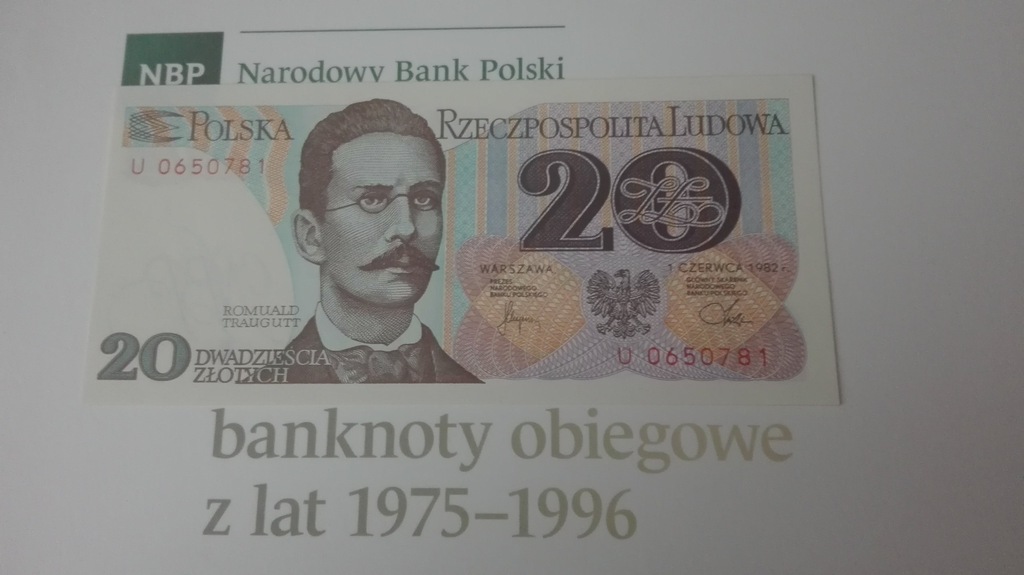 NBP Narodowy Bank Polski
POLSKA RZECZPOSPOLITA LUDOWA
U 0650781
20
WARSZAWA 1 CZERWCA 1982 r.
PREZES
NARODOWEGO
BANKU POLSKIEGO
GŁÓWNY SKARBNIK
NARODOWEGO
BANKU POLSKIEGO
ROMUALD
TRAUGUTT
U 0650781
20 DWADZIEŚCIA
ZŁOTYCH
banknoty obiegowe
z lat 1975–1996